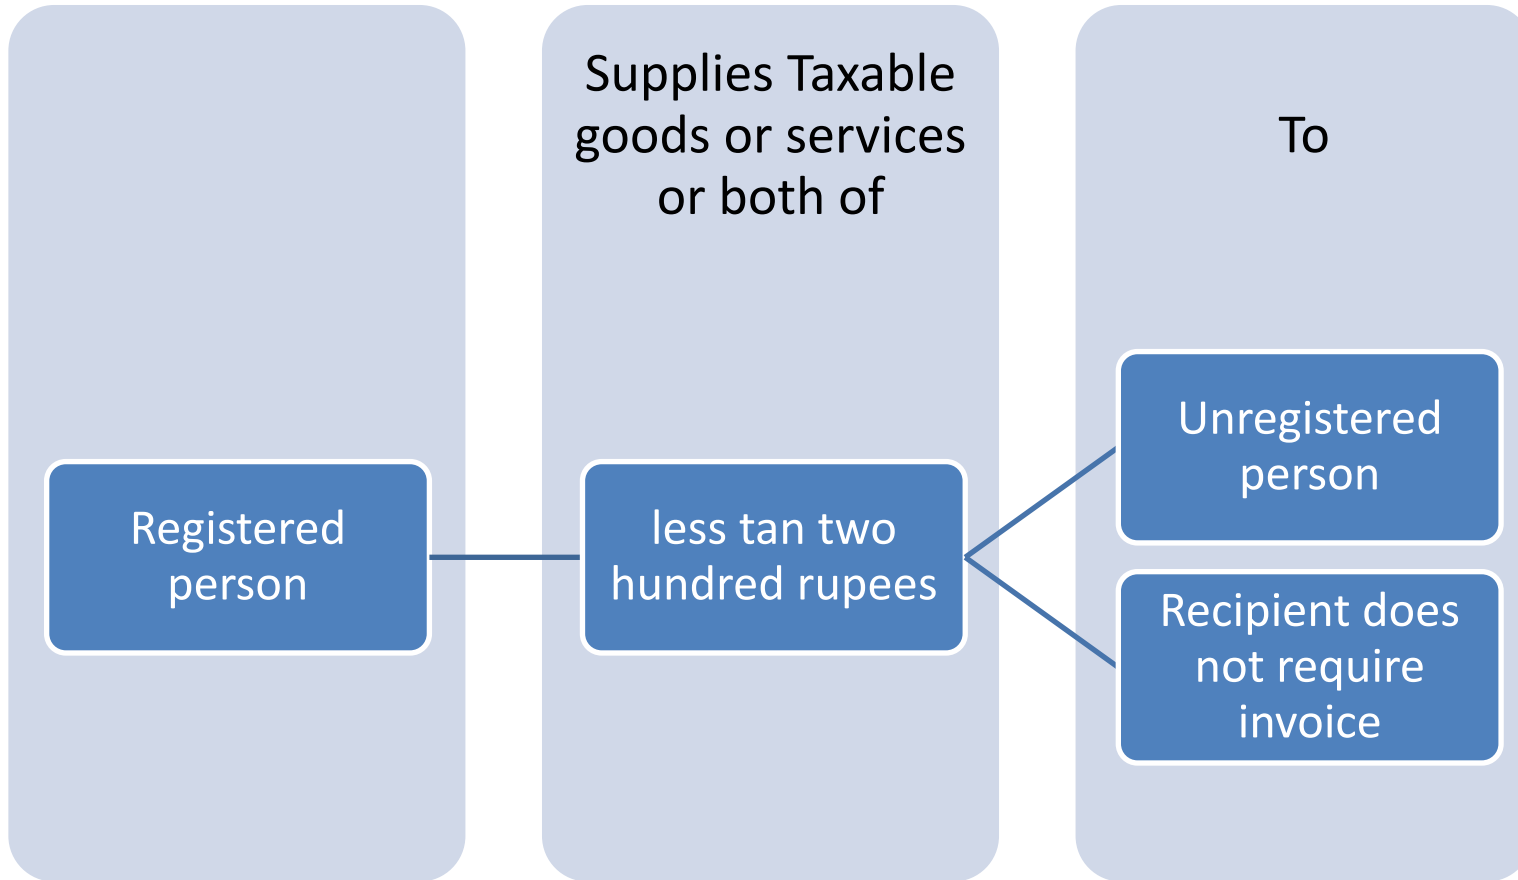 Supplies Taxable
goods or services
or both of
To
Registered
person
less tan two
hundred rupees
Unregistered
person
Recipient does
not require
invoice